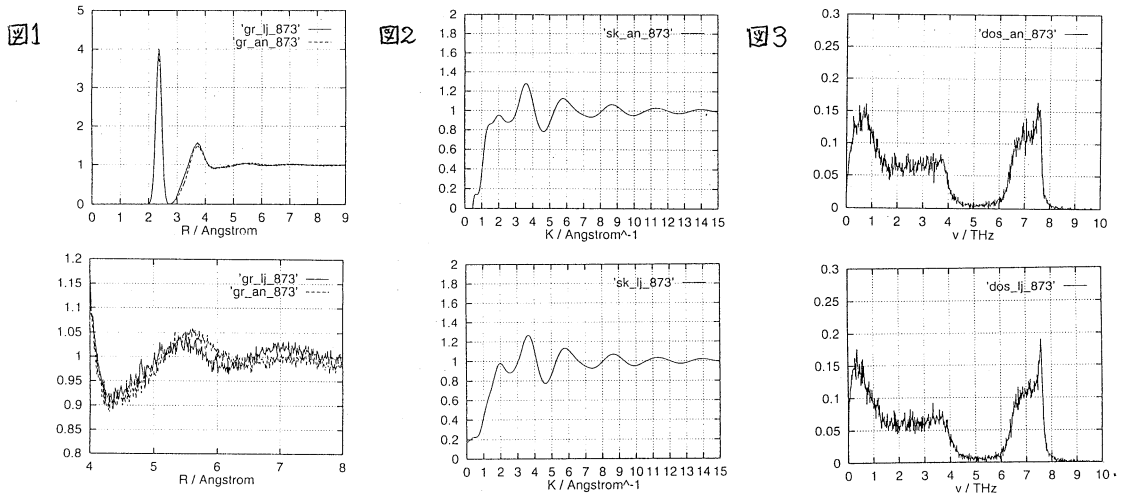 図1
'gr_lj_873'
'gr_an_873'
5
4
3
2
1
0
0 1 2 3 4 5 6 7 8 9
R / Angstrom
1.2
1.15
1.1
1.05
1
0.95
0.9
0.85
0.8
'gr_lj_873'
'gr_an_873'
4 5 6 7 8
R / Angstrom
図2
2
1.8
1.6
1.4
1.2
1
0.8
0.6
0.4
0.2
0
'sk_an_873'
0 1 2 3 4 5 6 7 8 9 10 11 12 13 14 15
K / Angstrom^-1
2
1.8
1.6
1.4
1.2
1
0.8
0.6
0.4
0.2
0
'sk_lj_873'
0 1 2 3 4 5 6 7 8 9 10 11 12 13 14 15
K / Angstrom^-1
図3
0.3
0.25
0.2
0.15
0.1
0.05
0
'dos_an_873'
0 1 2 3 4 5 6 7 8 9 10
v / THz
0.3
0.25
0.2
0.15
0.1
0.05
0
'dos_lj_873'
0 1 2 3 4 5 6 7 8 9 10
v / THz